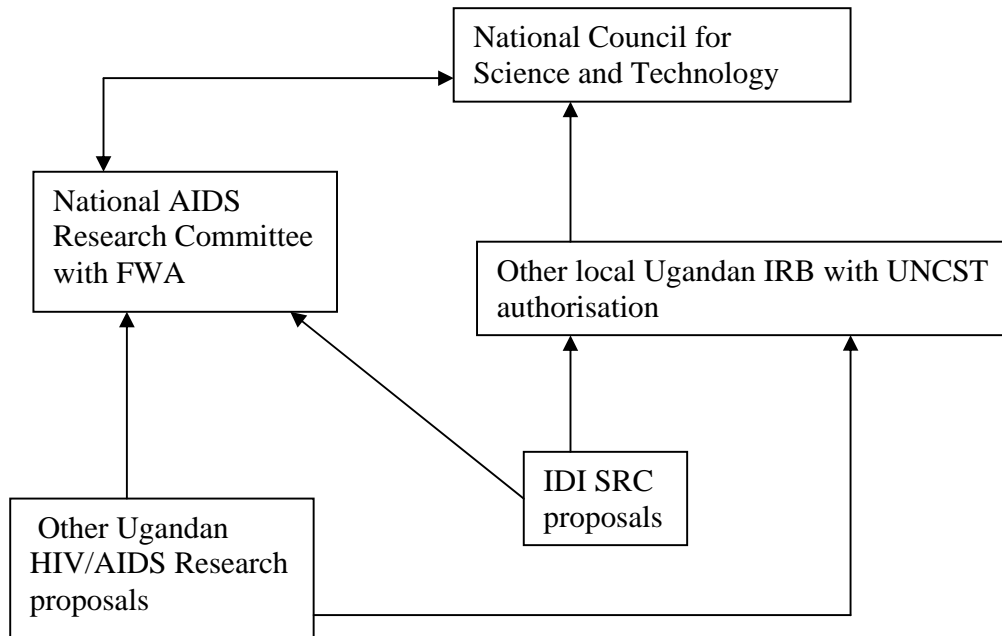 National Council for
Science and Technology
National AIDS
Research Committee
with FWA
Other local Ugandan IRB with UNCST
authorisation
IDI SRC
proposals
Other Ugandan
HIV/AIDS Research
proposals